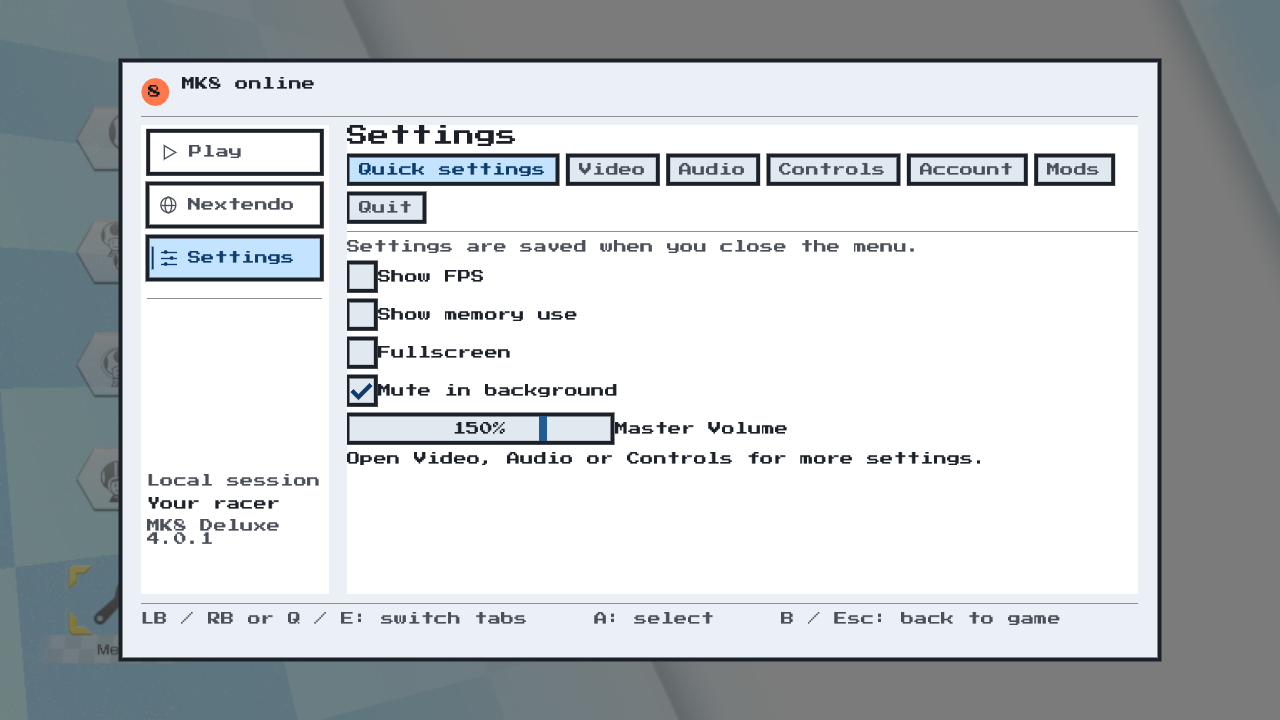 8 MK8 online
Play
Nextendo
Settings
Local session
Your racer
MK8 Deluxe
4.0.1
Settings
Quick settings Video Audio Controls Account Mods
Quit
Settings are saved when you close the menu.
Show FPS
Show memory use
Fullscreen
Mute in background
150% Master Volume
Open Video, Audio or Controls for more settings.
LB / RB or Q / E: switch tabs A: select B / Esc: back to game
Me